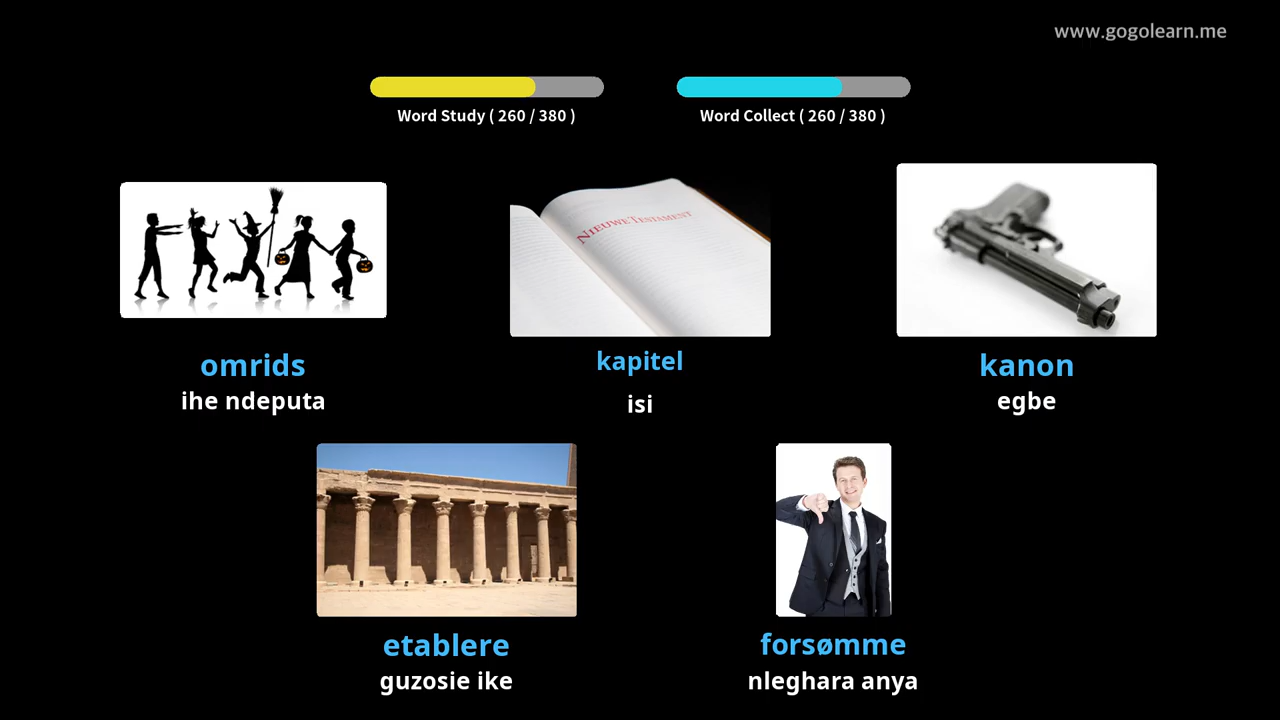 www.gogolearn.me
Word Study ( 260 / 380 )
Word Collect ( 260 / 380 )
NIEUWE TESTAMENT
omrids
ihe ndeputa
kapitel
isi
kanon
egbe
etablere
guzosie ike
forsømme
nleghara anya